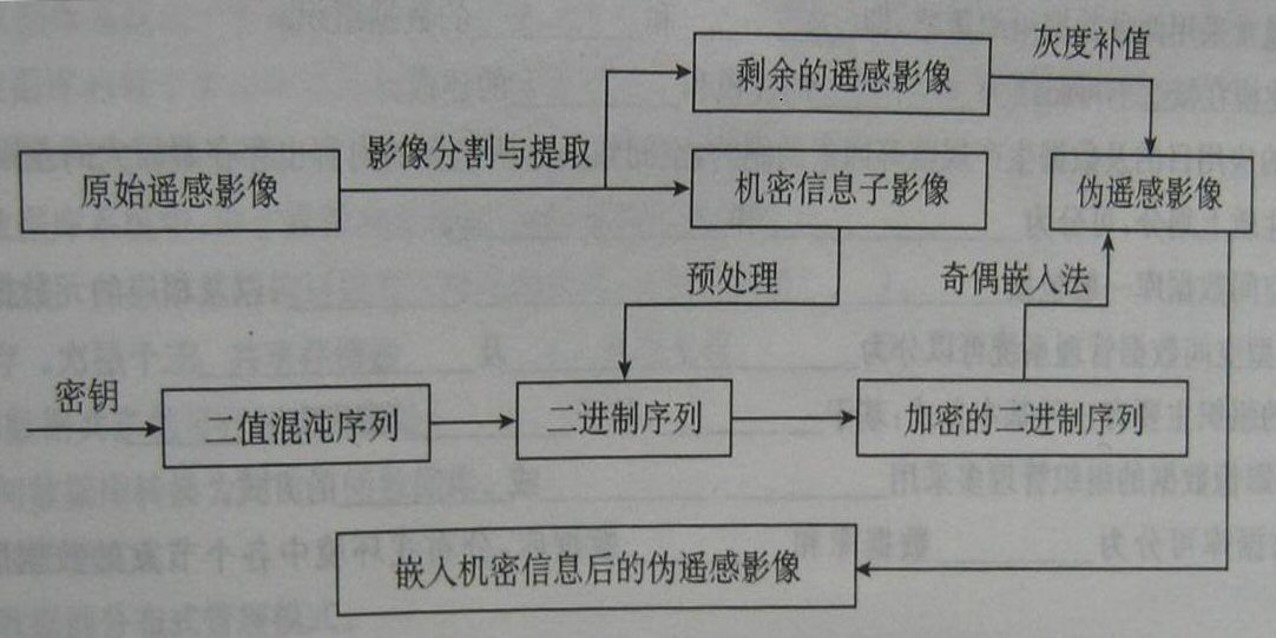 灰度补值
剩余的遥感影像
影像分割与提取
原始遥感影像
机密信息子影像
伪遥感影像
预处理
奇偶嵌入法
密钥
二值混沌序列
二进制序列
加密的二进制序列
嵌入机密信息后的伪遥感影像